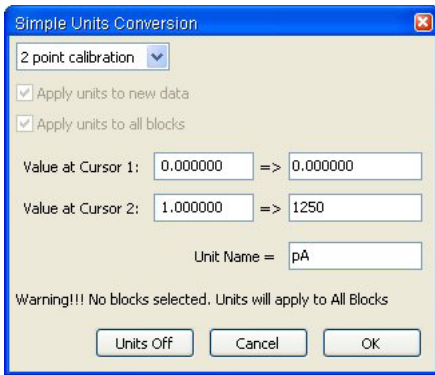 Simple Units Conversion
2 point calibration
Apply units to new data
Apply units to all blocks
Value at Cursor 1: 0.000000 => 0.000000
Value at Cursor 2: 1.000000 => 1250
Unit Name = pA
Warning!!! No blocks selected. Units will apply to All Blocks
Units Off Cancel OK